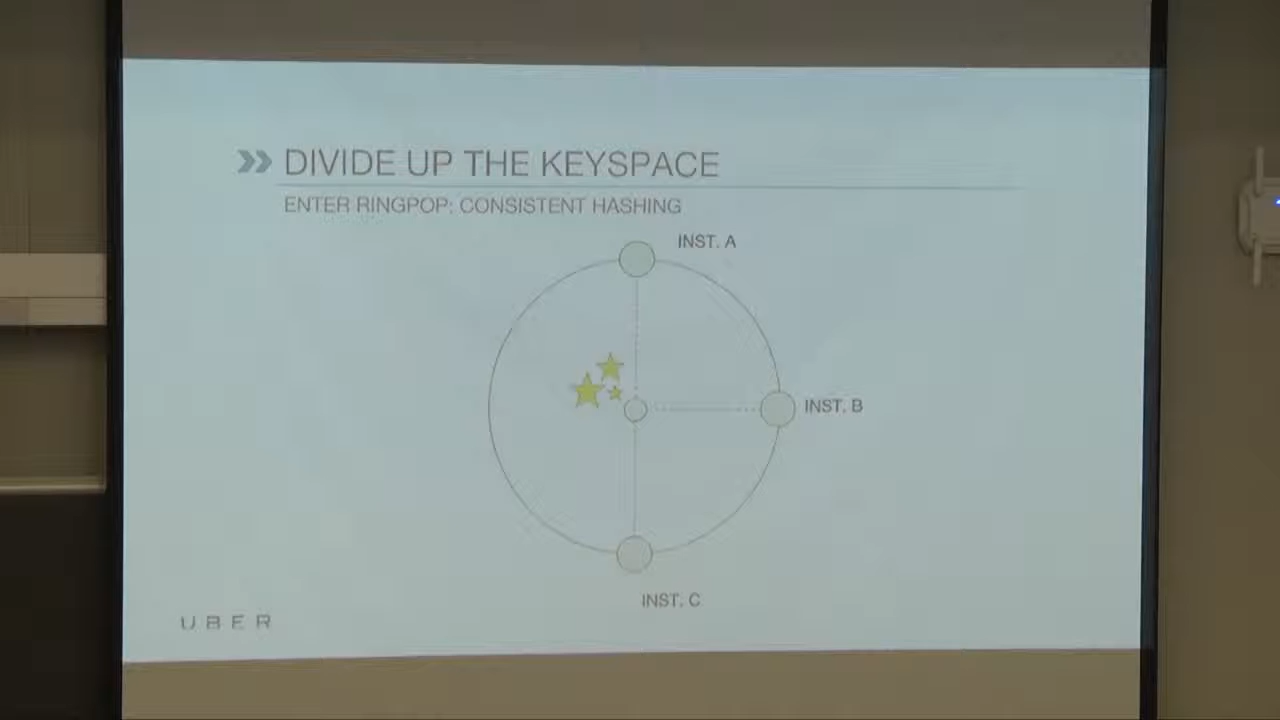 DIVIDE UP THE KEYSPACE
ENTER RINGPOP: CONSISTENT HASHING
INST. A
INST. B
INST. C
UBER